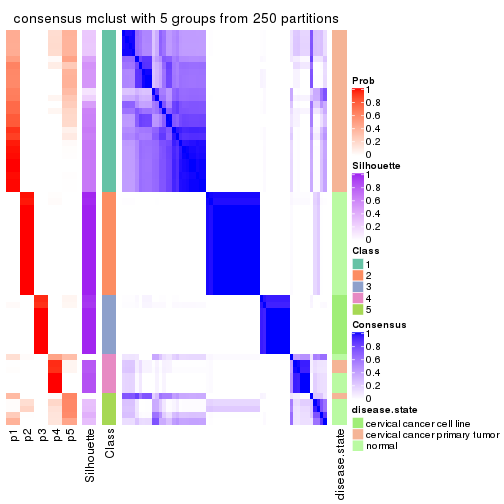 consensus mclust with 5 groups from 250 partitions
Prob
1
0.8
0.6
0.4
0.2
0
Silhouette
1
0.8
0.6
0.4
0.2
0
Class
1
2
3
4
5
Consensus
1
0.8
0.6
0.4
0.2
0
disease.state
cervical cancer cell line
cervical cancer primary tumor
normal
p1
p2
p3
p4
p5
Silhouette
Class
disease.state